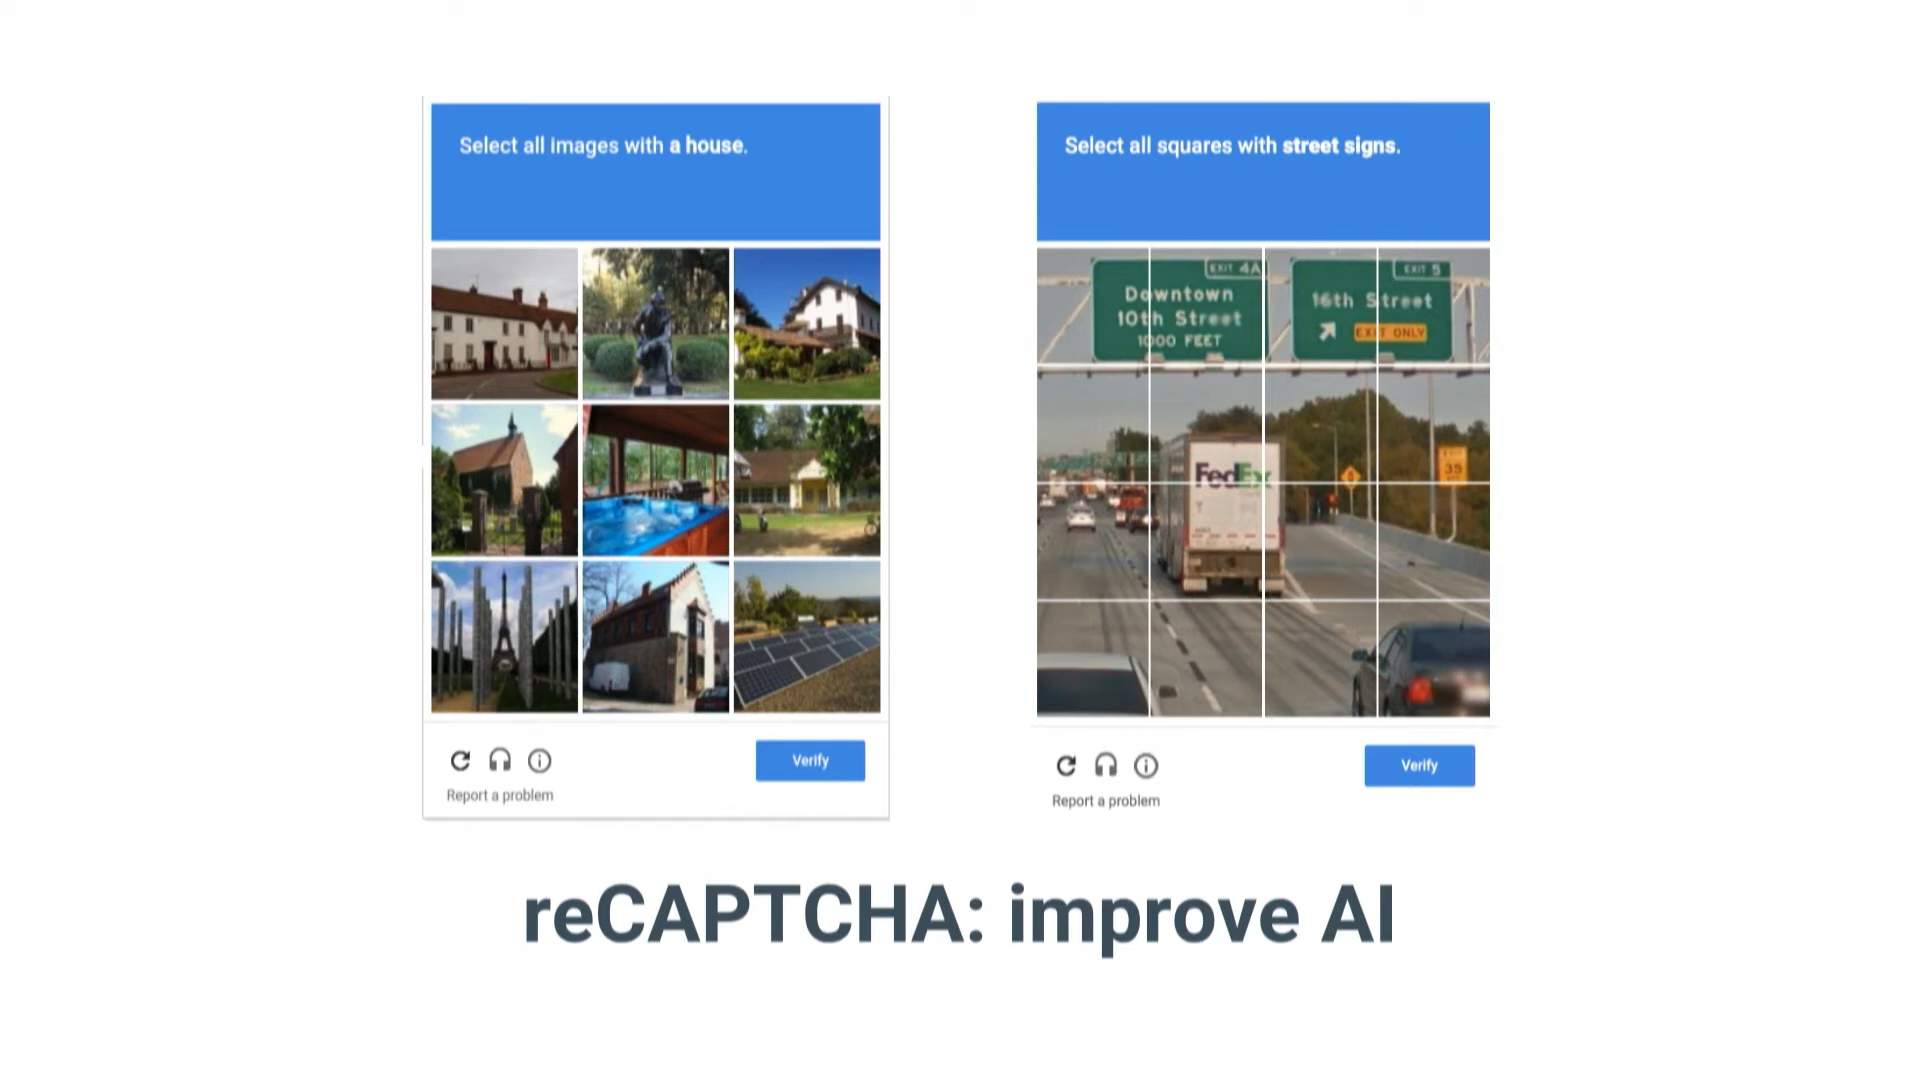 Select all images with a house.
Verify
Report a problem
Select all squares with street signs.
EXIT 4A
Downtown
10th Street
1000 FEET
EXIT 5
16th Street
EXIT ONLY
FedEx
35
Verify
Report a problem
reCAPTCHA: improve AI